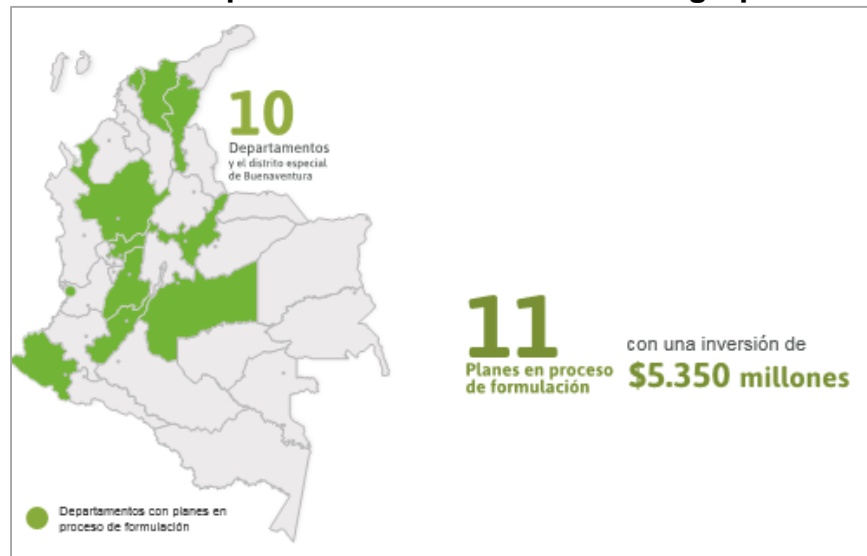 10
Departamentos
y el distrito especial
de Buenaventura
11
Planes en proceso
de formulación
con una inversión de
$5.350 millones
Departamentos con planes en
proceso de formulación